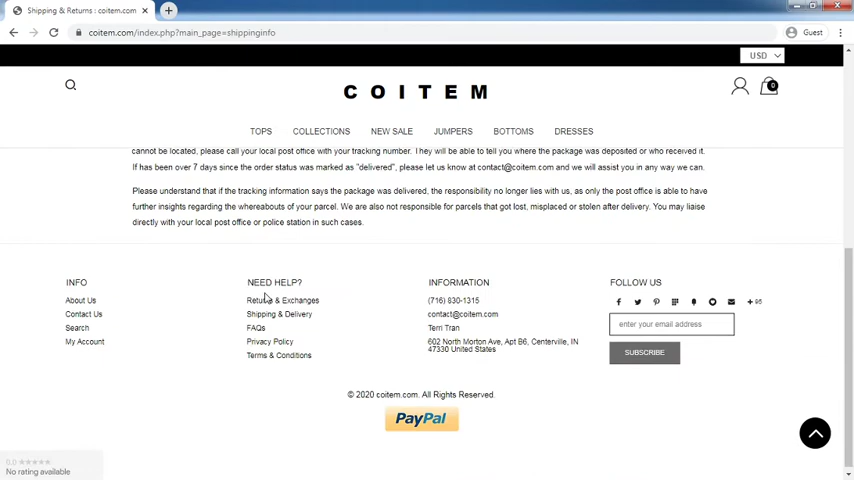 Shipping & Returns : coitem.com
coitem.com/index.php?main_page=shippinginfo
Guest
USD
COITEM
0
TOPS COLLECTIONS NEW SALE JUMPERS BOTTOMS DRESSES
cannot be located, please call your local post office with your tracking number. They will be able to tell you where the package was deposited or who received it.
If has been over 7 days since the order status was marked as "delivered", please let us know at contact@coitem.com and we will assist you in any way we can.
Please understand that if the tracking information says the package was delivered, the responsibility no longer lies with us, as only the post office is able to have
further insights regarding the whereabouts of your parcel. We are also not responsible for parcels that got lost, misplaced or stolen after delivery. You may liaise
directly with your local post office or police station in such cases.
INFO
About Us
Contact Us
Search
My Account
NEED HELP?
Returns & Exchanges
Shipping & Delivery
FAQs
Privacy Policy
Terms & Conditions
INFORMATION
(716) 830-1315
contact@coitem.com
Terri Tran
602 North Morton Ave, Apt B6, Centerville, IN
47330 United States
FOLLOW US
95
enter your email address
SUBSCRIBE
© 2020 coitem.com. All Rights Reserved.
PayPal
0.0
No rating available